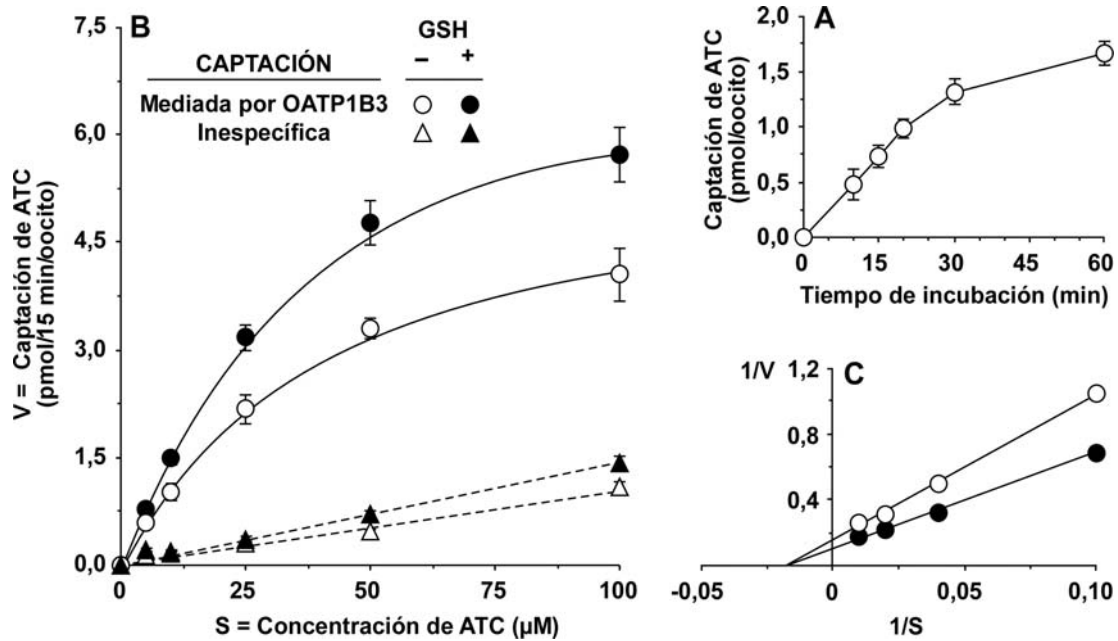 B
GSH
CAPTACIÓN – +
Mediada por OATP1B3
Inespecífica
7,5
6,0
4,5
3,0
1,5
0,0
V = Captación de ATC
(pmol/15 min/oocito)
0 25 50 75 100
S = Concentración de ATC (µM)
A
2,0
1,5
1,0
0,5
0,0
Captación de ATC
(pmol/oocito)
0 15 30 45 60
Tiempo de incubación (min)
C
1/V
1,2
0,8
0,4
-0,05 0 0,05 0,10
1/S